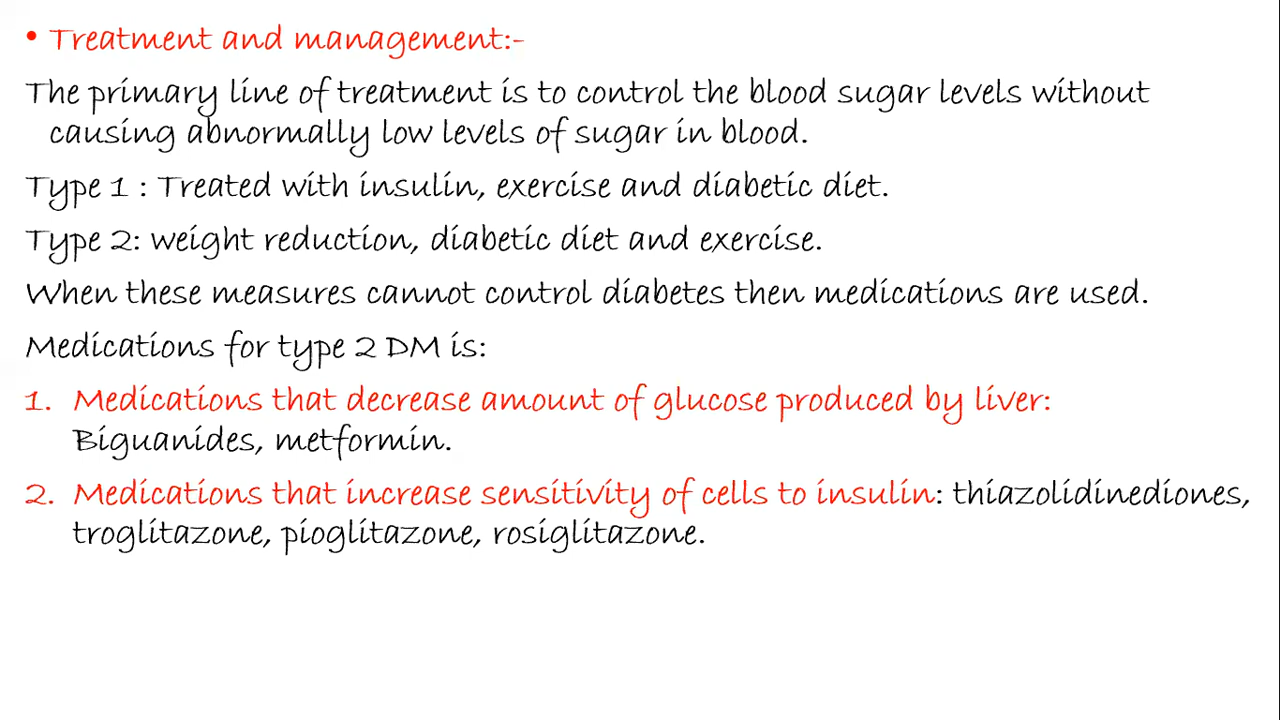 • Treatment and management:-
The primary line of treatment is to control the blood sugar levels without
causing abnormally low levels of sugar in blood.
Type 1 : Treated with insulin, exercise and diabetic diet.
Type 2: weight reduction, diabetic diet and exercise.
When these measures cannot control diabetes then medications are used.
Medications for type 2 DM is:
1. Medications that decrease amount of glucose produced by liver:
Biguanides, metformin.
2. Medications that increase sensitivity of cells to insulin: thiazolidinediones,
troglitazone, pioglitazone, rosiglitazone.